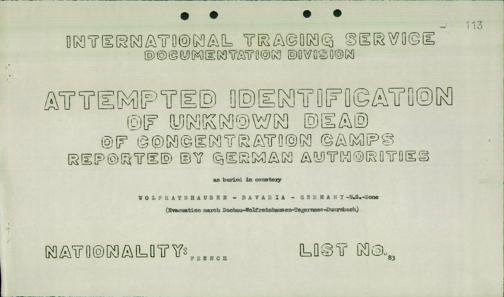 113
INTERNATIONAL TRACING SERVICE
DOCUMENTATION DIVISION
ATTEMPTED IDENTIFICATION
OF UNKNOWN DEAD
OF CONCENTRATION CAMPS
REPORTED BY GERMAN AUTHORITIES
as buried in cemetery
WOLFRATSHAUSEN - BAVARIA - GERMANY-U.S.-Zone
(Evacuation march Dachau-Wolfratshausen-Tegernsee-Duernbach)
NATIONALITY: FRENCH LIST No. 83